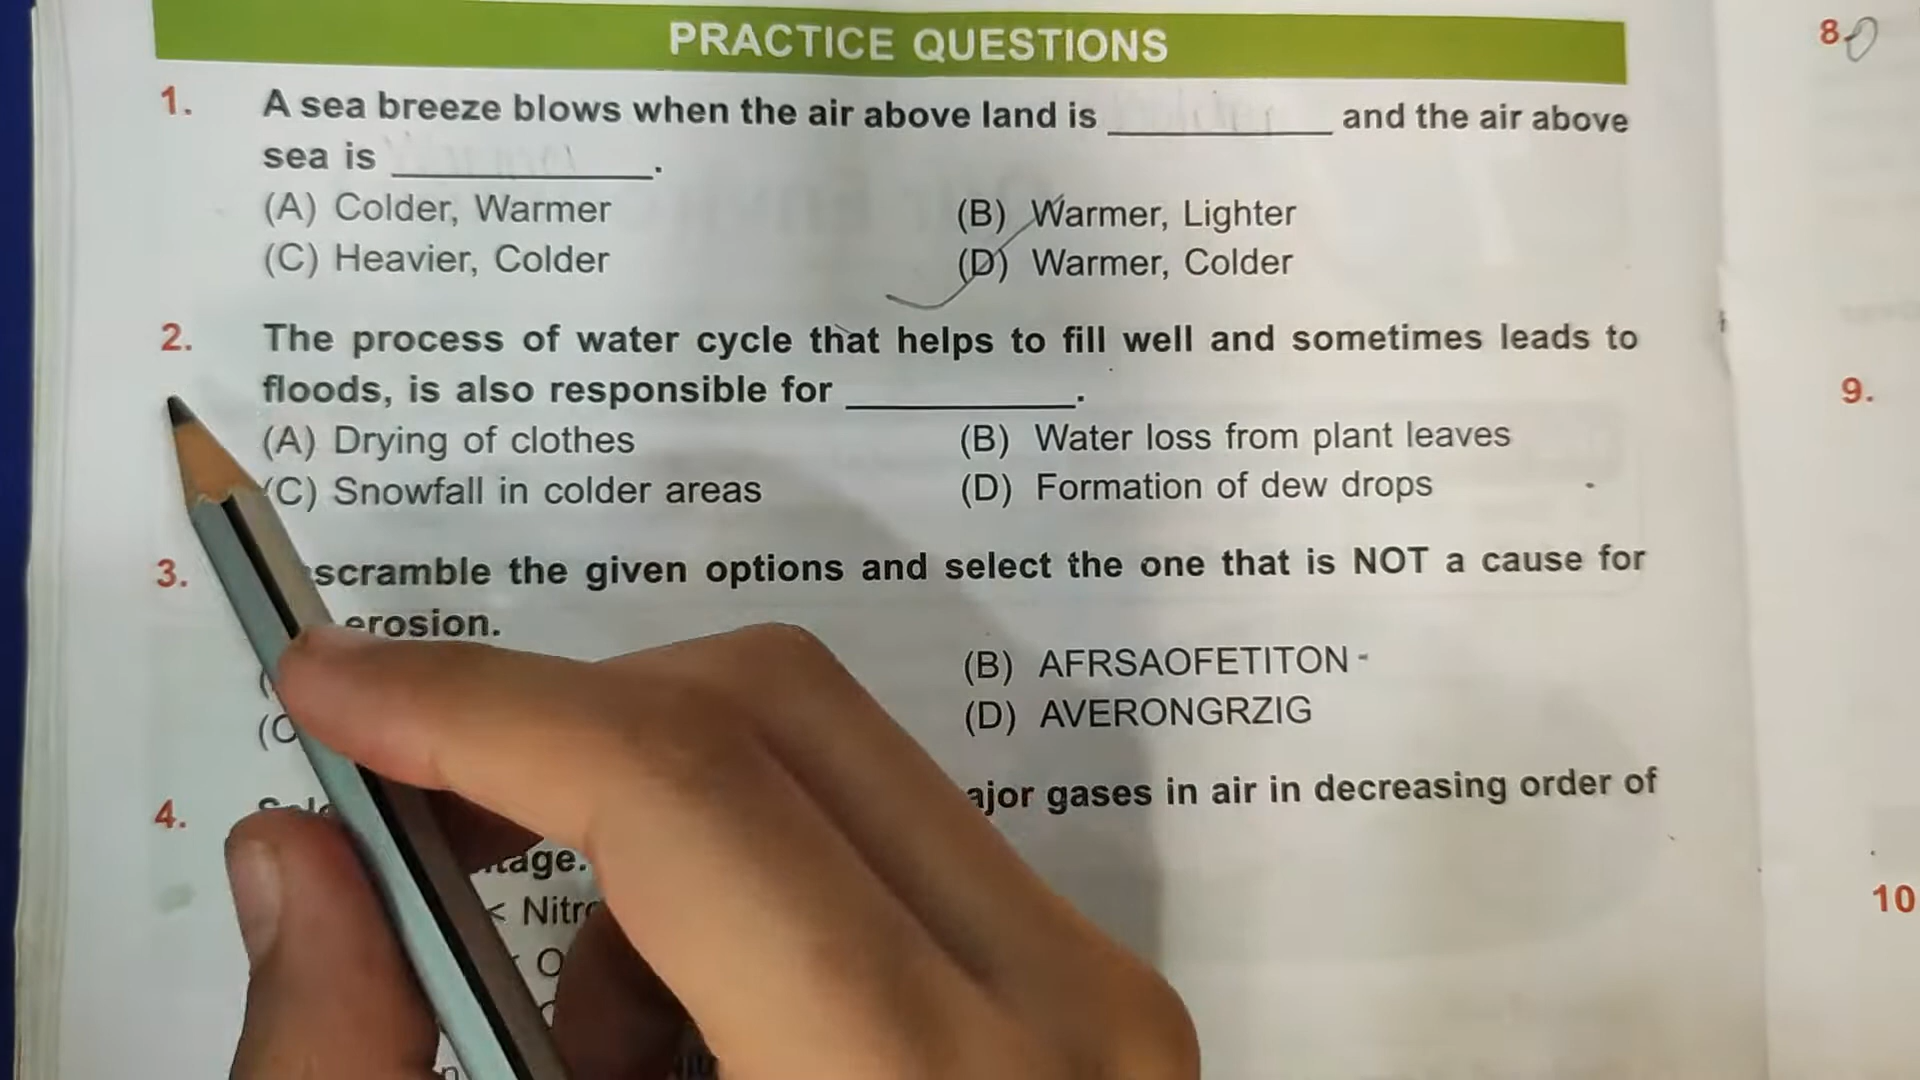 PRACTICE QUESTIONS
8.
1. A sea breeze blows when the air above land is __________ and the air above
sea is ____________.
(A) Colder, Warmer (B) Warmer, Lighter
(C) Heavier, Colder (D) Warmer, Colder
2. The process of water cycle that helps to fill well and sometimes leads to
floods, is also responsible for __________.
9.
(A) Drying of clothes (B) Water loss from plant leaves
(C) Snowfall in colder areas (D) Formation of dew drops
3. scramble the given options and select the one that is NOT a cause for
erosion.
(B) AFRSAOFETITON
(C (D) AVERONGRZIG
4. ajor gases in air in decreasing order of
tage.
< Nitro
10